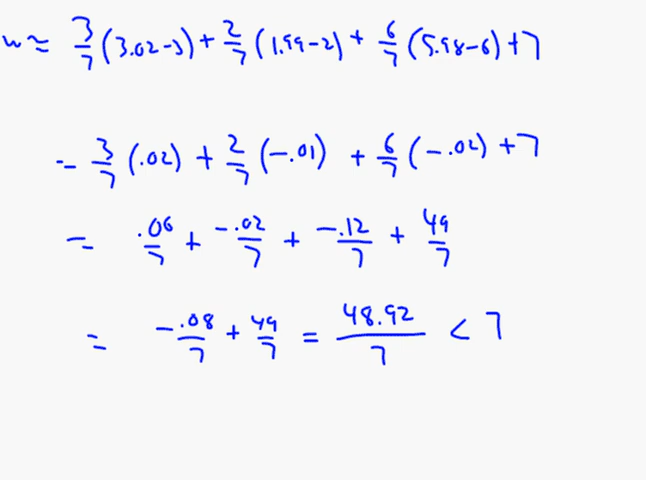 w ≈ 3/7 (3.02-3) + 2/7 (1.99-2) + 6/7 (5.98-6) + 7
= 3/7 (.02) + 2/7 (-.01) + 6/7 (-.02) + 7
= .06/7 + -.02/7 + -.12/7 + 49/7
= -.08/7 + 49/7 = 48.92/7 < 7